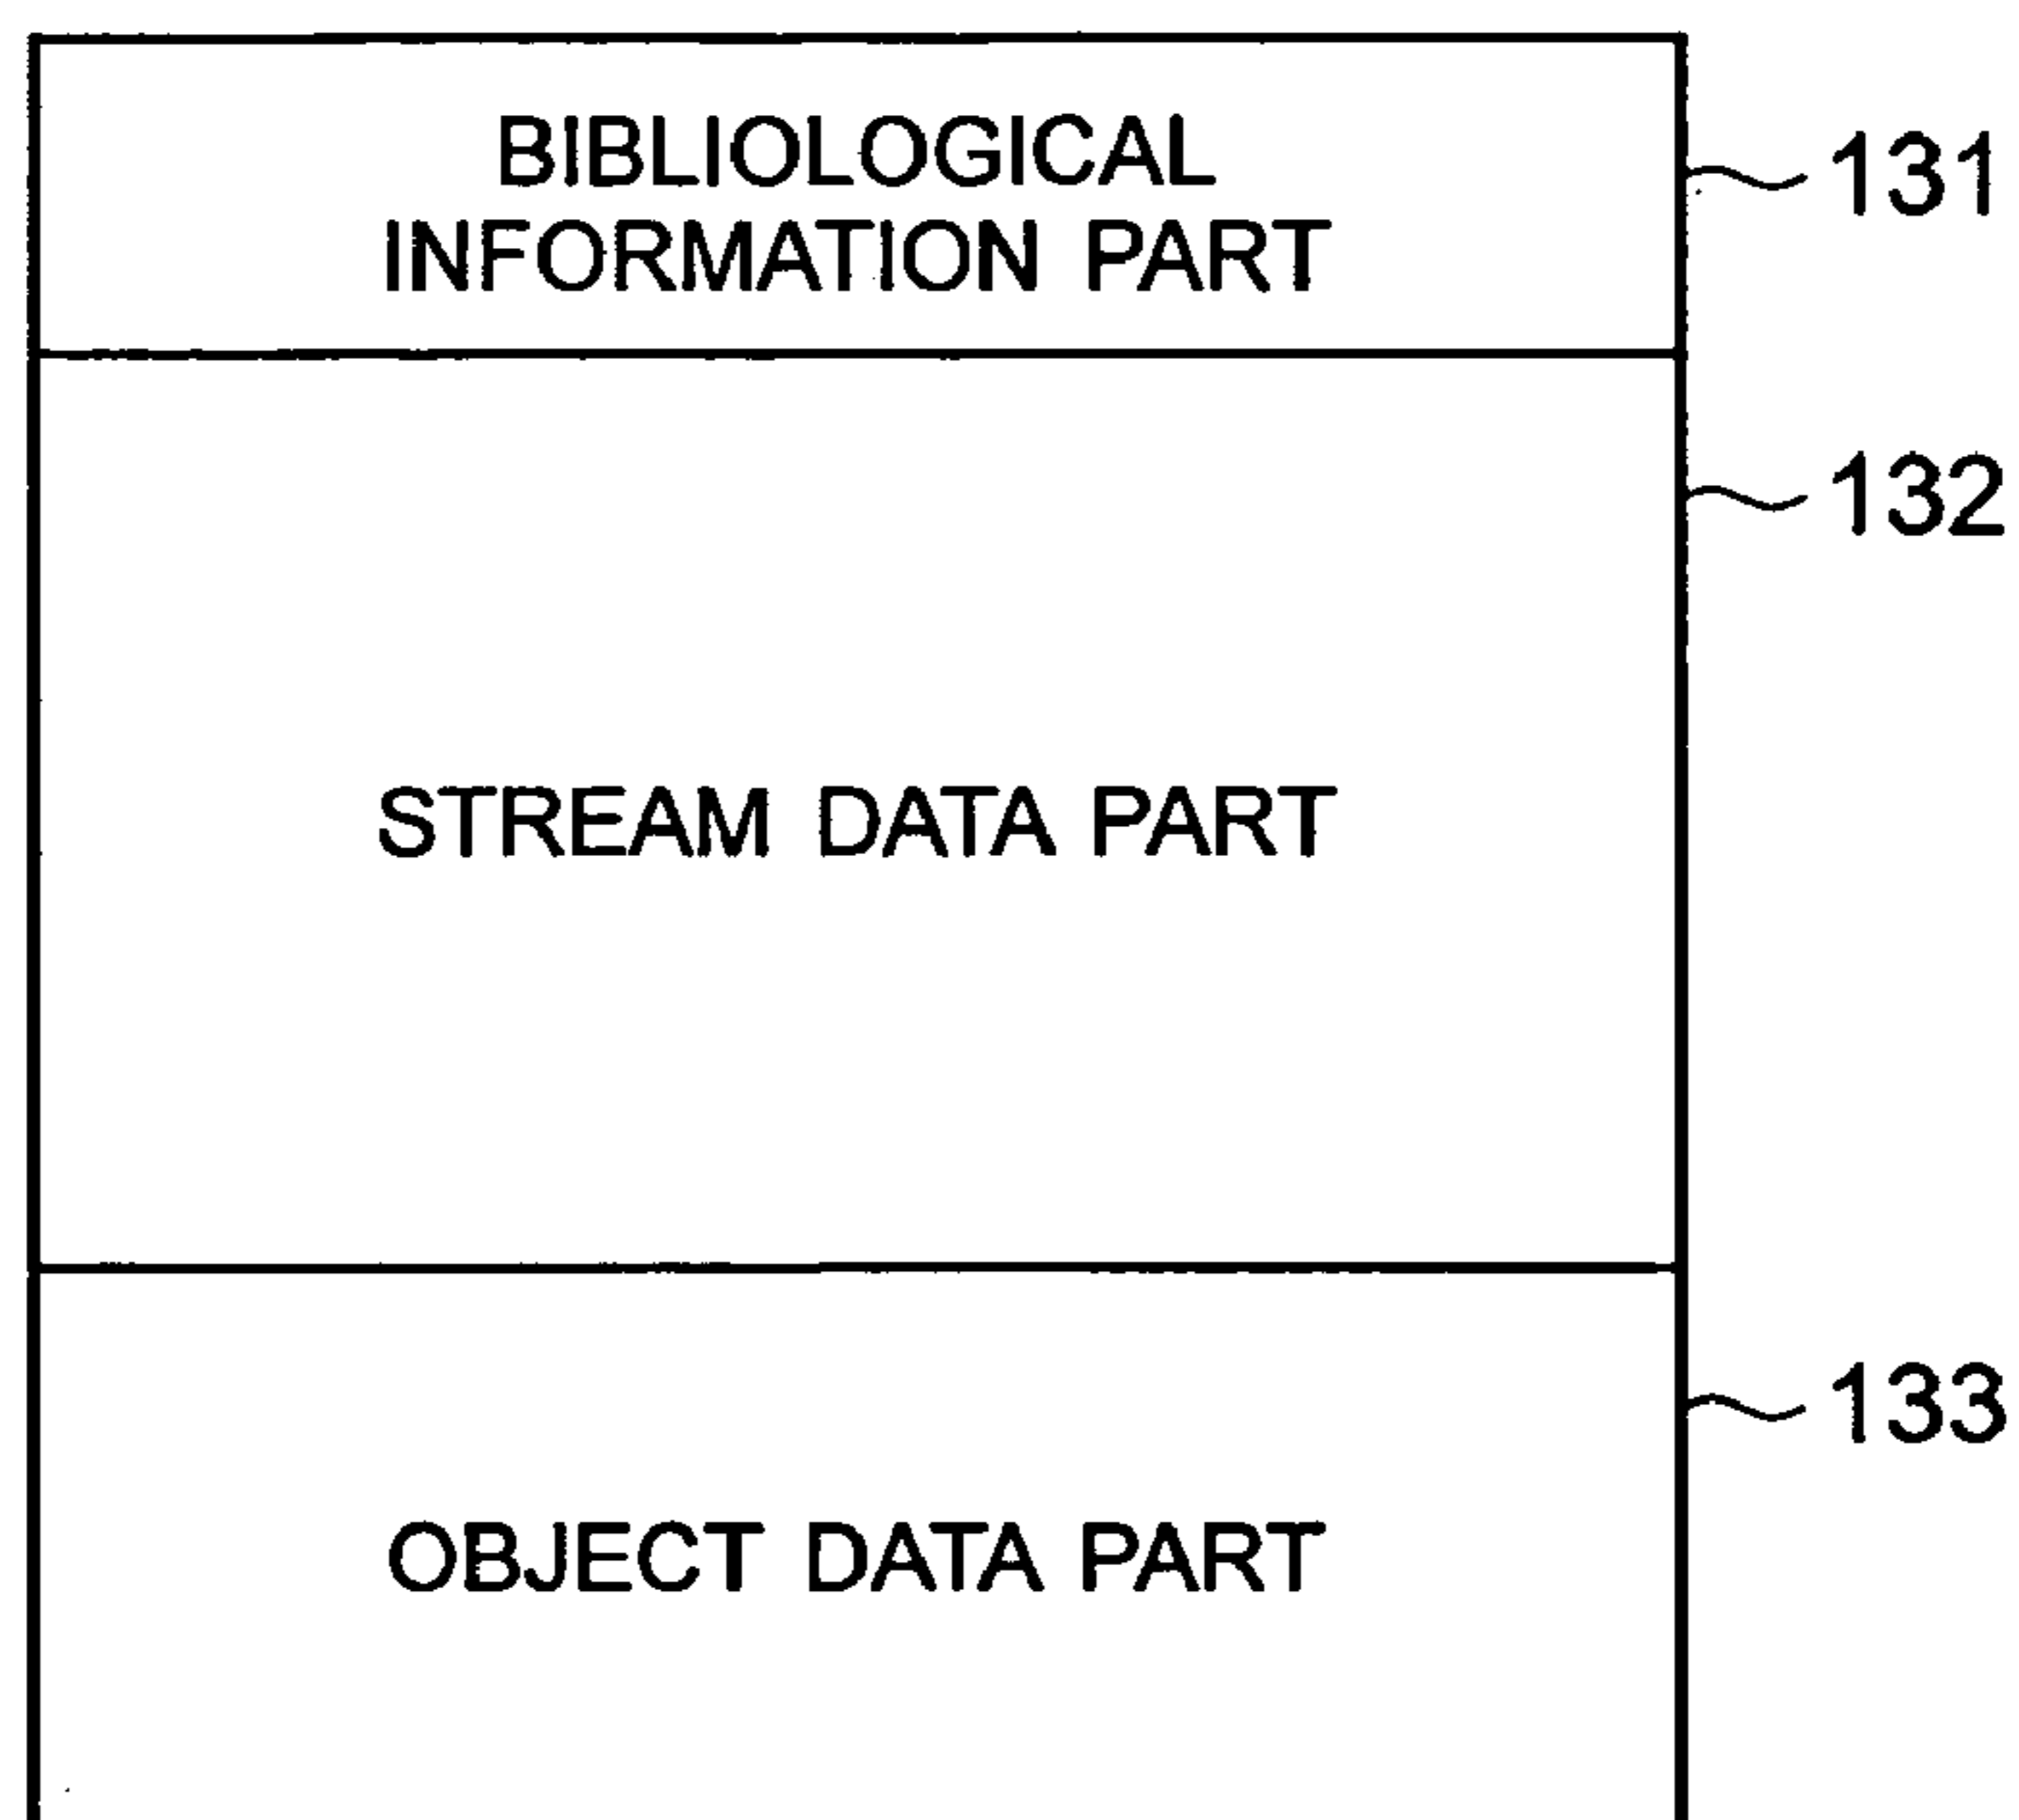 BIBLIOLOGICAL
INFORMATION PART
131
132
STREAM DATA PART
133
OBJECT DATA PART